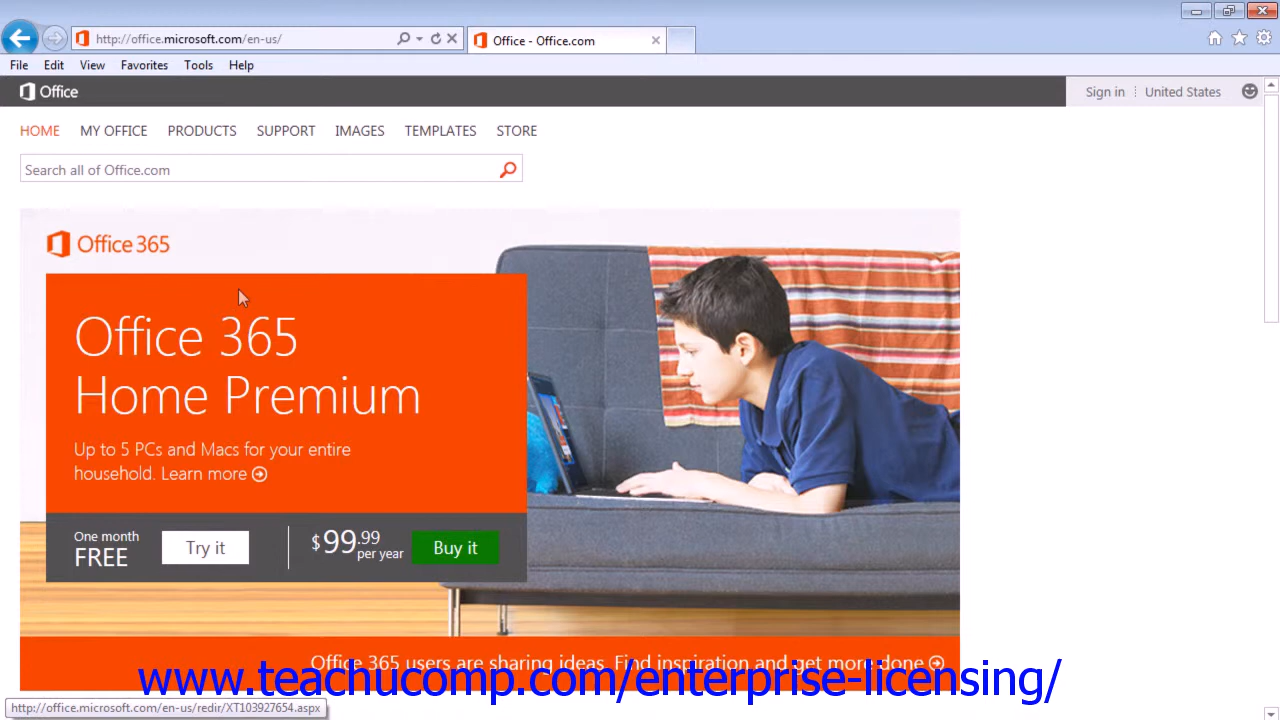 http://office.microsoft.com/en-us/
Office - Office.com
File Edit View Favorites Tools Help
Office
Sign in United States
HOME MY OFFICE PRODUCTS SUPPORT IMAGES TEMPLATES STORE
Search all of Office.com
Office 365
Office 365
Home Premium
Up to 5 PCs and Macs for your entire
household. Learn more
One month
FREE
Try it
$99.99
per year
Buy it
Office 365 users are sharing ideas. Find inspiration and get more done
www.teachucomp.com/enterprise-licensing/
http://office.microsoft.com/en-us/redir/XT103927654.aspx